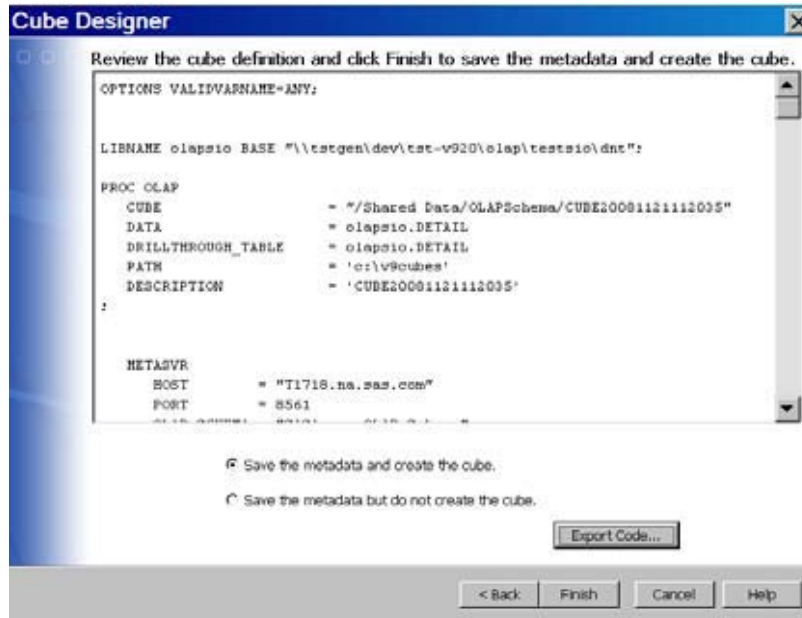 Cube Designer
Review the cube definition and click Finish to save the metadata and create the cube.
OPTIONS VALIDVARNAME=ANY;
LIBNAME olapsio BASE "\\tstgen\dev\tst-v920\olap\testsio\dnt";
PROC OLAP
CUBE = "/Shared Data/OLAPSchema/CUBE20081121112035"
DATA = olapsio.DETAIL
DRILLTHROUGH_TABLE = olapsio.DETAIL
PATH = 'c:\v9cubes'
DESCRIPTION = 'CUBE20081121112035'
;
METASVR
HOST = "T1718.na.sas.com"
PORT = 8561
Save the metadata and create the cube.
Save the metadata but do not create the cube.
Export Code...
< Back Finish Cancel Help